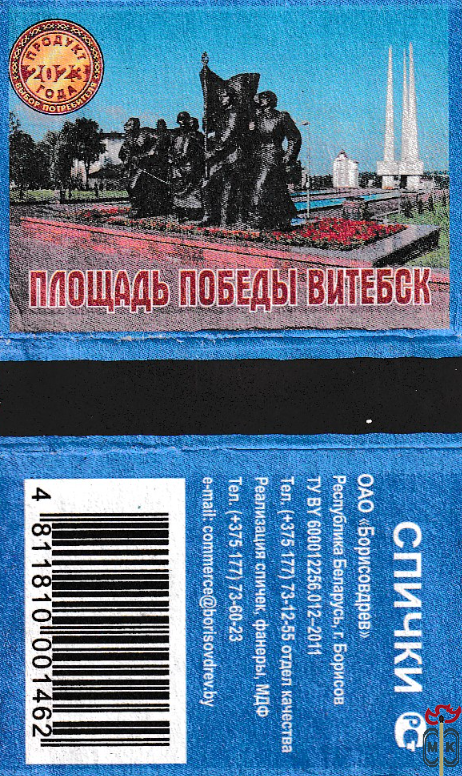 ПРОДУКТ
2023
ГОДА
ВЫБОР ПОТРЕБИТЕЛЯ
ПЛОЩАДЬ ПОБЕДЫ ВИТЕБСК
СПИЧКИ
ОАО «Борисовдрев»
Республика Беларусь, г. Борисов
ТУ BY 600012256.012-2011
Тел. (+375 177) 73-12-55 отдел качества
Реализация спичек, фанеры, МДФ
Тел. (+375 177) 73-60-23
e-mail: commerce@borisovdrev.by
4 811810 001462
МК